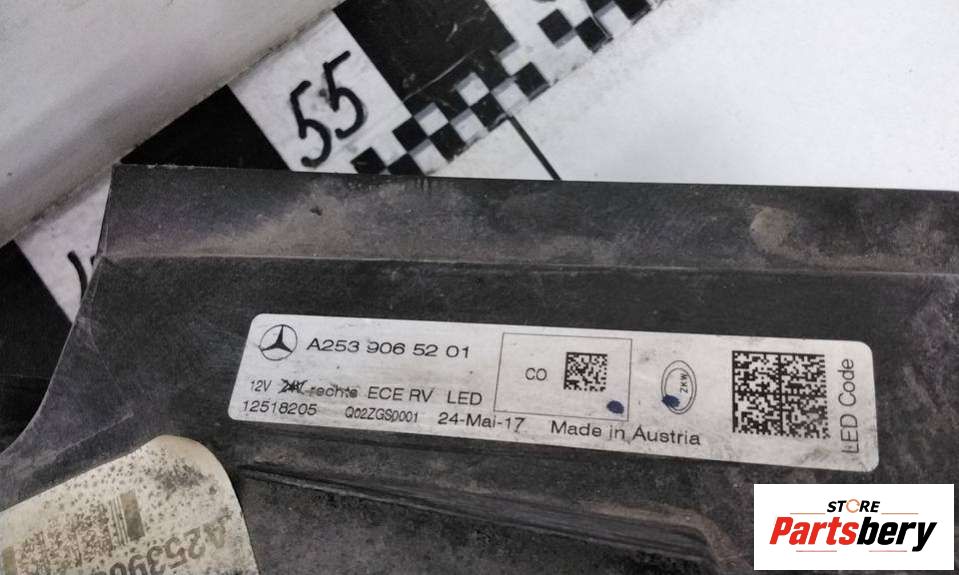 55
A253 906 52 01
CO
ZKW
12V 24V rechts ECE RV LED
12518205 Q02ZGSD001 24-Mai-17 Made in Austria
LED Code
STORE
Partsbery